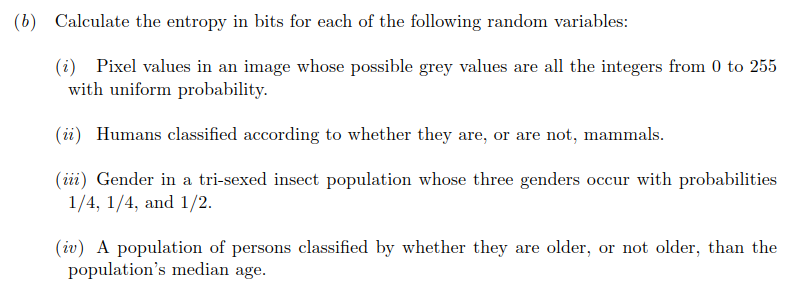 (b) Calculate the entropy in bits for each of the following random variables:
(i) Pixel values in an image whose possible grey values are all the integers from 0 to 255
with uniform probability.
(ii) Humans classified according to whether they are, or are not, mammals.
(iii) Gender in a tri-sexed insect population whose three genders occur with probabilities
1/4, 1/4, and 1/2.
(iv) A population of persons classified by whether they are older, or not older, than the
population's median age.